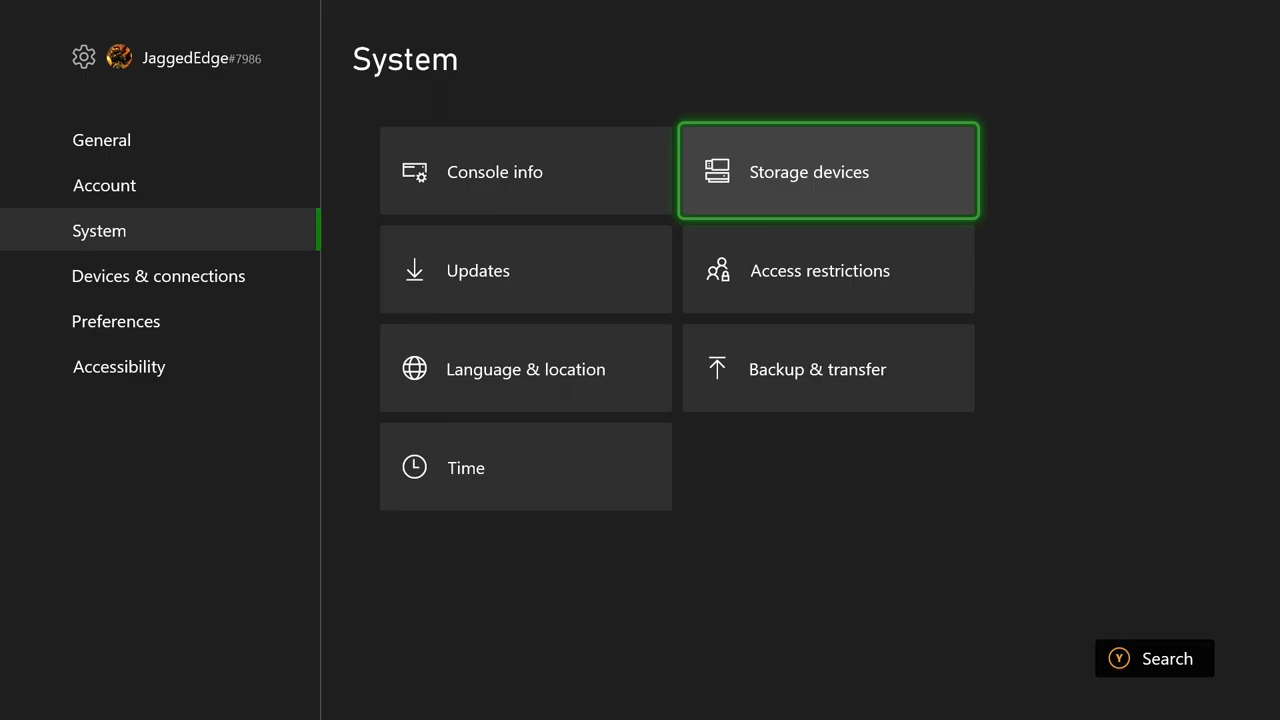 JaggedEdge#7986
General
Account
System
Devices & connections
Preferences
Accessibility
System
Console info
Storage devices
Updates
Access restrictions
Language & location
Backup & transfer
Time
Y Search